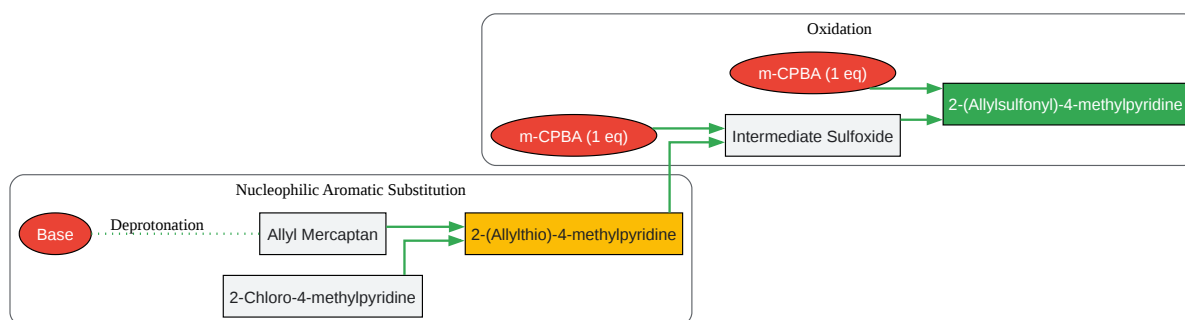 Oxidation
m-CPBA (1 eq)
2-(Allylsulfonyl)-4-methylpyridine
m-CPBA (1 eq)
Intermediate Sulfoxide
Nucleophilic Aromatic Substitution
Base
Deprotonation
Allyl Mercaptan
2-(Allylthio)-4-methylpyridine
2-Chloro-4-methylpyridine